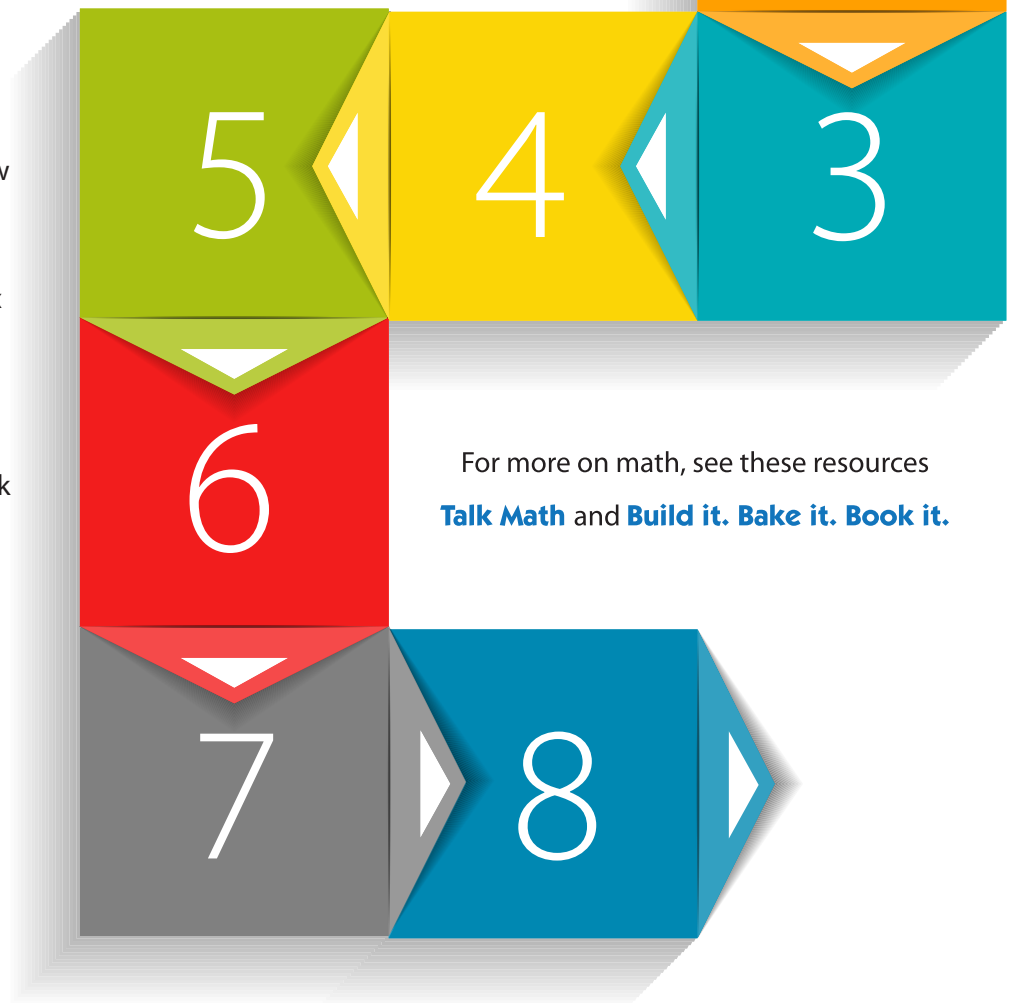 5 4 3
6
For more on math, see these resources
Talk Math and Build it. Bake it. Book it.
7 8